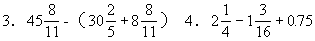 3．45 8/11 -（30 2/5 + 8 8/11） 4．2 1/4 − 1 3/16 + 0.75